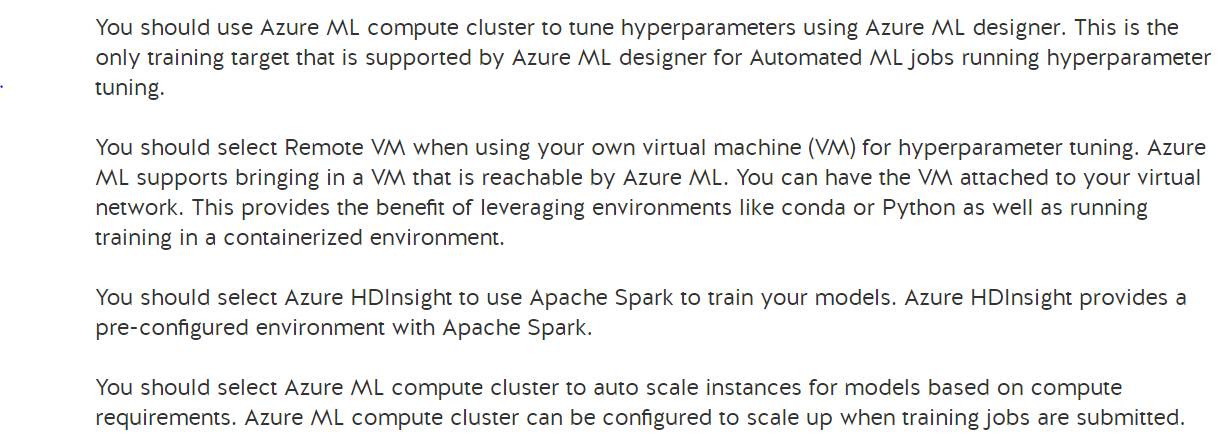 You should use Azure ML compute cluster to tune hyperparameters using Azure ML designer. This is the
only training target that is supported by Azure ML designer for Automated ML jobs running hyperparameter
tuning.
You should select Remote VM when using your own virtual machine (VM) for hyperparameter tuning. Azure
ML supports bringing in a VM that is reachable by Azure ML. You can have the VM attached to your virtual
network. This provides the benefit of leveraging environments like conda or Python as well as running
training in a containerized environment.
You should select Azure HDInsight to use Apache Spark to train your models. Azure HDInsight provides a
pre-configured environment with Apache Spark.
You should select Azure ML compute cluster to auto scale instances for models based on compute
requirements. Azure ML compute cluster can be configured to scale up when training jobs are submitted.